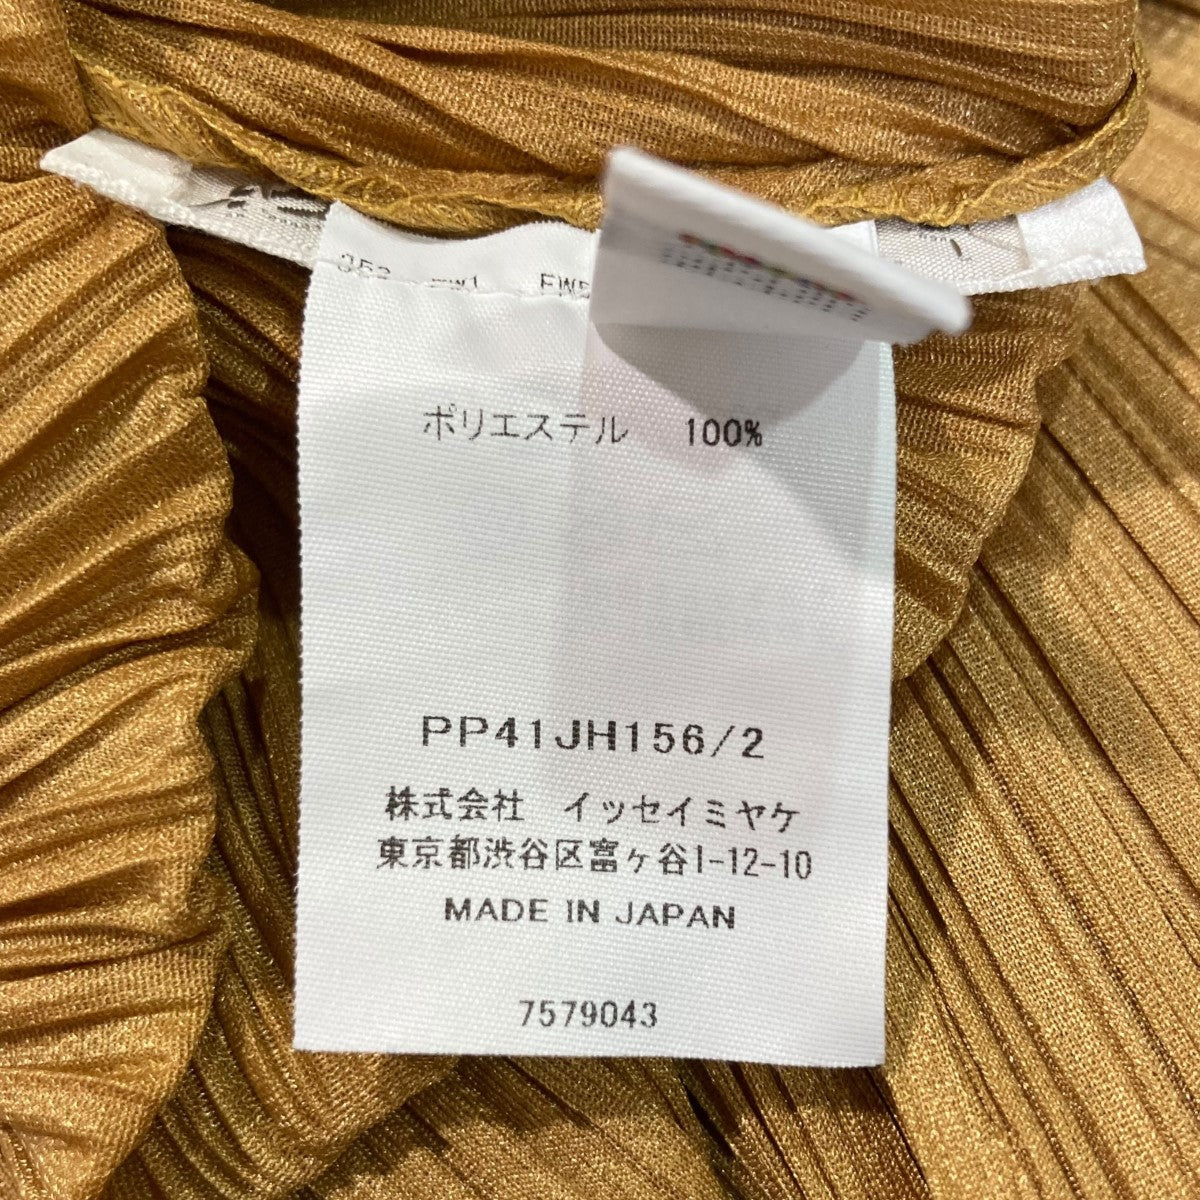 ポリエステル 100%
PP41JH156/2
株式会社 イッセイミヤケ
東京都渋谷区富ヶ谷1-12-10
MADE IN JAPAN
7579043